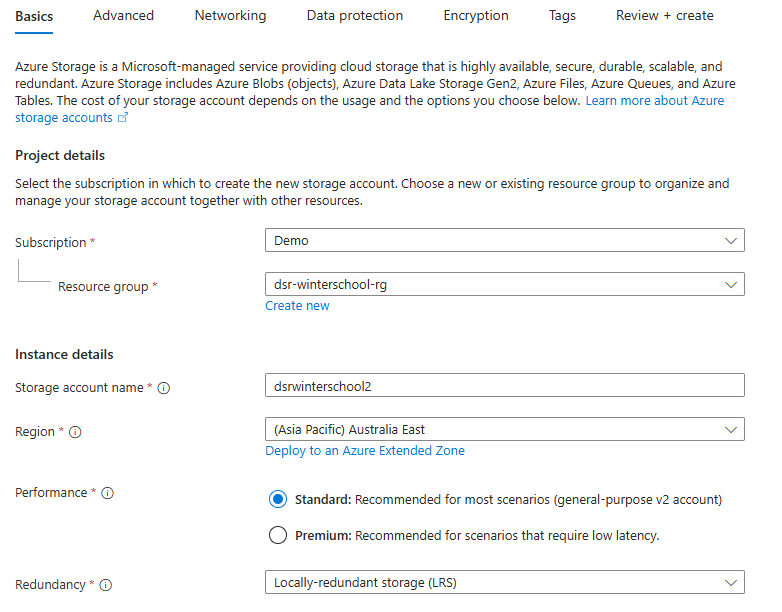 Basics Advanced Networking Data protection Encryption Tags Review + create
Azure Storage is a Microsoft-managed service providing cloud storage that is highly available, secure, durable, scalable, and
redundant. Azure Storage includes Azure Blobs (objects), Azure Data Lake Storage Gen2, Azure Files, Azure Queues, and Azure
Tables. The cost of your storage account depends on the usage and the options you choose below. Learn more about Azure
storage accounts
Project details
Select the subscription in which to create the new storage account. Choose a new or existing resource group to organize and
manage your storage account together with other resources.
Subscription * Demo
Resource group * dsr-winterschool-rg
Create new
Instance details
Storage account name * dsrwinterschool2
Region * (Asia Pacific) Australia East
Deploy to an Azure Extended Zone
Performance * Standard: Recommended for most scenarios (general-purpose v2 account)
Premium: Recommended for scenarios that require low latency.
Redundancy * Locally-redundant storage (LRS)